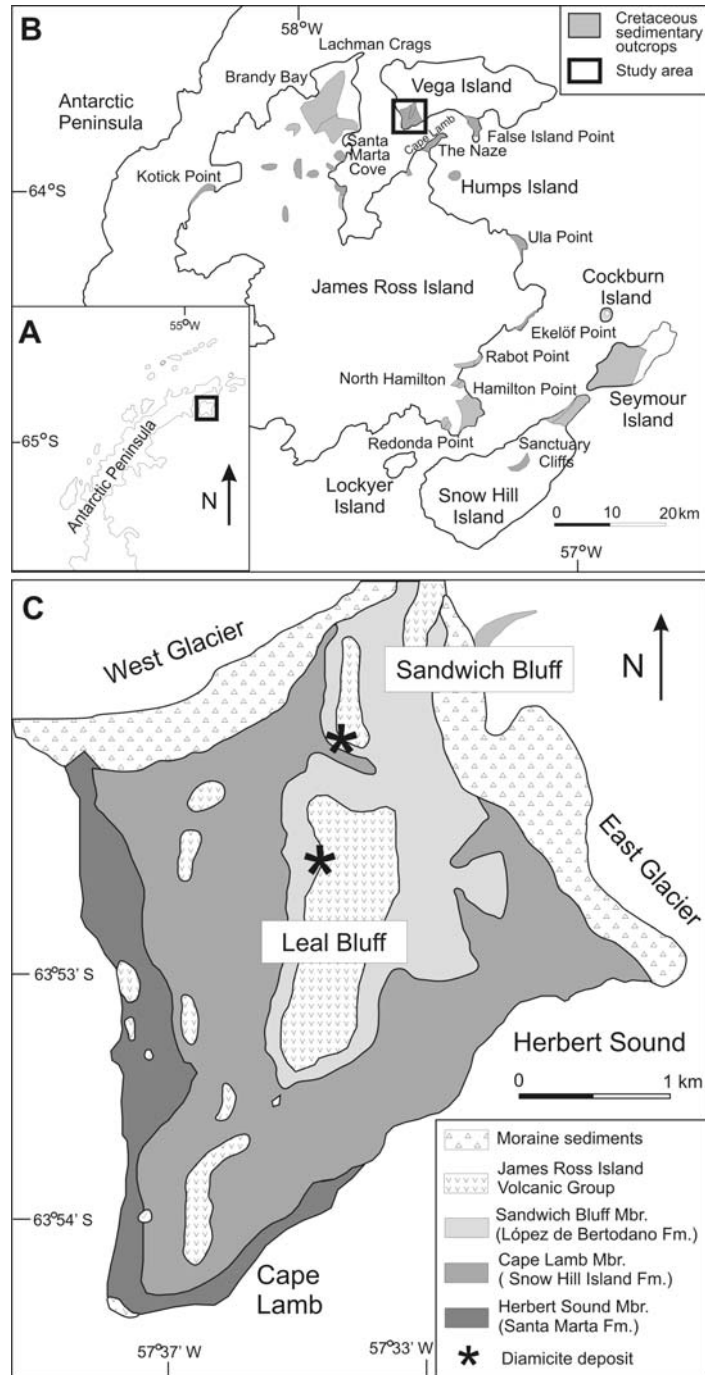 B
58°W
Cretaceous
sedimentary
outcrops
Study area
Lachman Crags
Brandy Bay
Vega Island
Antarctic
Peninsula
Santa
Marta
Cove
Cape Lamb
False Island Point
The Naze
Kotick Point
64°S
Humps Island
Ula Point
James Ross Island
Cockburn
Island
A
55°W
Ekelöf Point
Rabot Point
North Hamilton
Hamilton Point
Seymour
Island
65°S
Antarctic Peninsula
Redonda Point
Sanctuary
Cliffs
N
Lockyer
Island
Snow Hill
Island
0 10 20 km
57°W
C
West Glacier
Sandwich Bluff
N
East Glacier
Leal Bluff
63°53' S
Herbert Sound
0 1 km
Moraine sediments
James Ross Island
Volcanic Group
Sandwich Bluff Mbr.
(López de Bertodano Fm.)
Cape Lamb Mbr.
( Snow Hill Island Fm.)
Herbert Sound Mbr.
(Santa Marta Fm.)
* Diamicite deposit
63°54' S
Cape
Lamb
57°37' W
57°33' W